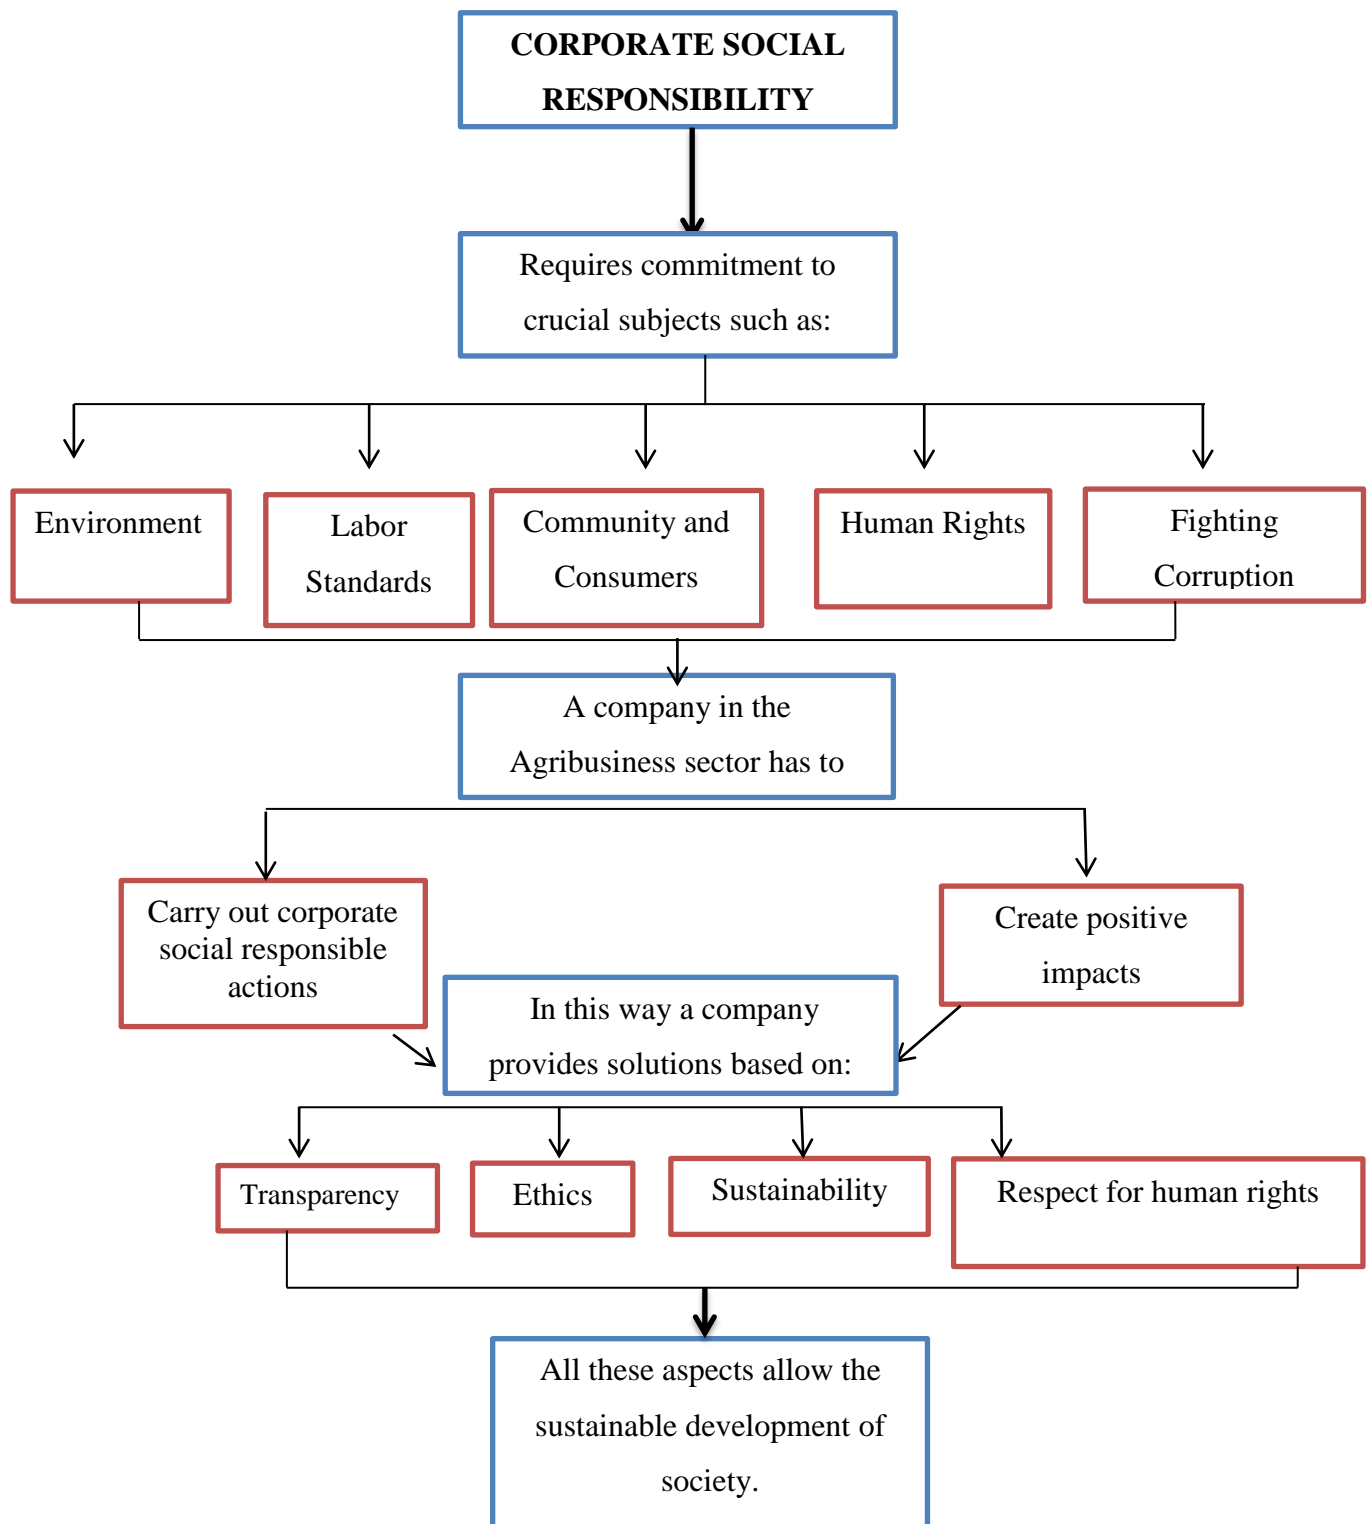 CORPORATE SOCIAL
RESPONSIBILITY
Requires commitment to
crucial subjects such as:
Environment
Labor
Standards
Community and
Consumers
Human Rights
Fighting
Corruption
A company in the
Agribusiness sector has to
Carry out corporate
social responsible
actions
Create positive
impacts
In this way a company
provides solutions based on:
Transparency
Ethics
Sustainability
Respect for human rights
All these aspects allow the
sustainable development of
society.